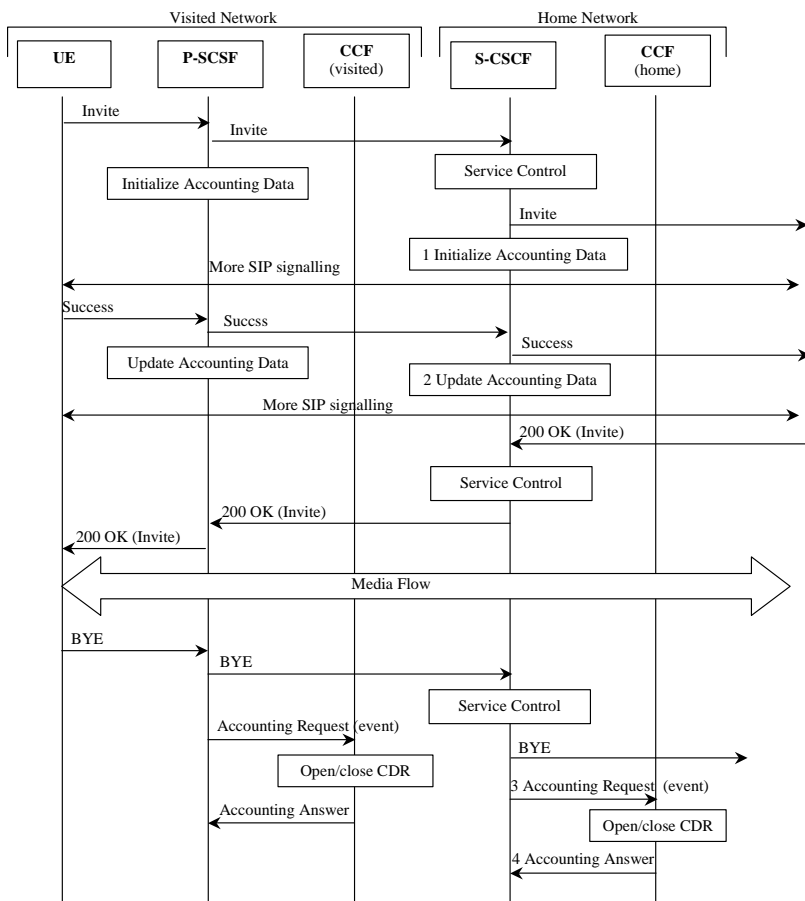 Visited Network
Home Network
UE
P-SCSF
CCF
(visited)
S-CSCF
CCF
(home)
Invite
Invite
Service Control
Initialize Accounting Data
Invite
1 Initialize Accounting Data
More SIP signalling
Success
Succss
Success
Update Accounting Data
2 Update Accounting Data
More SIP signalling
200 OK (Invite)
Service Control
200 OK (Invite)
200 OK (Invite)
Media Flow
BYE
BYE
Service Control
Accounting Request (event)
BYE
Open/close CDR
3 Accounting Request (event)
Accounting Answer
Open/close CDR
4 Accounting Answer